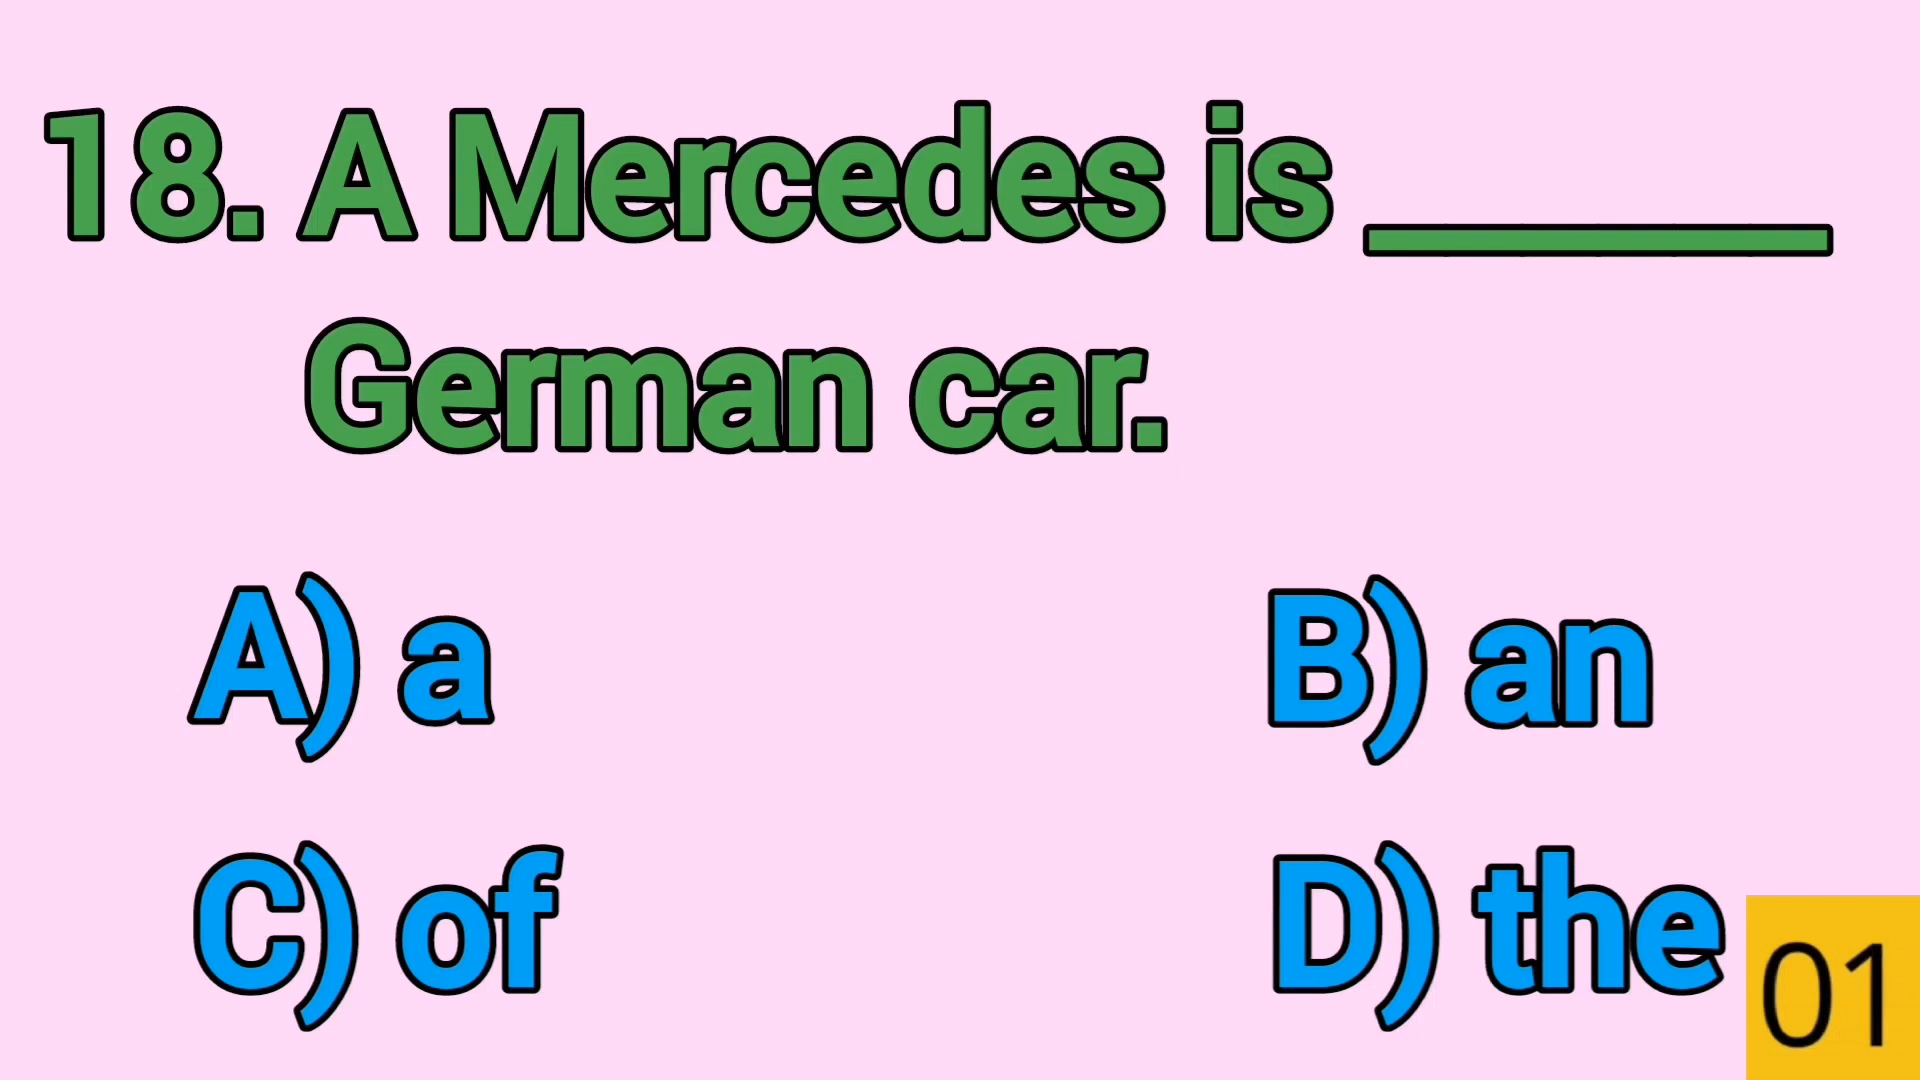 18. A Mercedes is ______
German car.
A) a
B) an
C) of
D) the
01